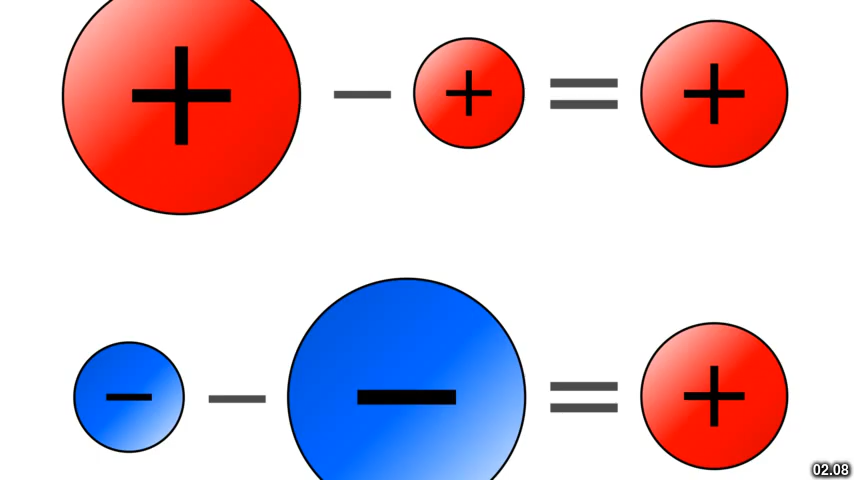 + − + = +
− − − = +
02.08